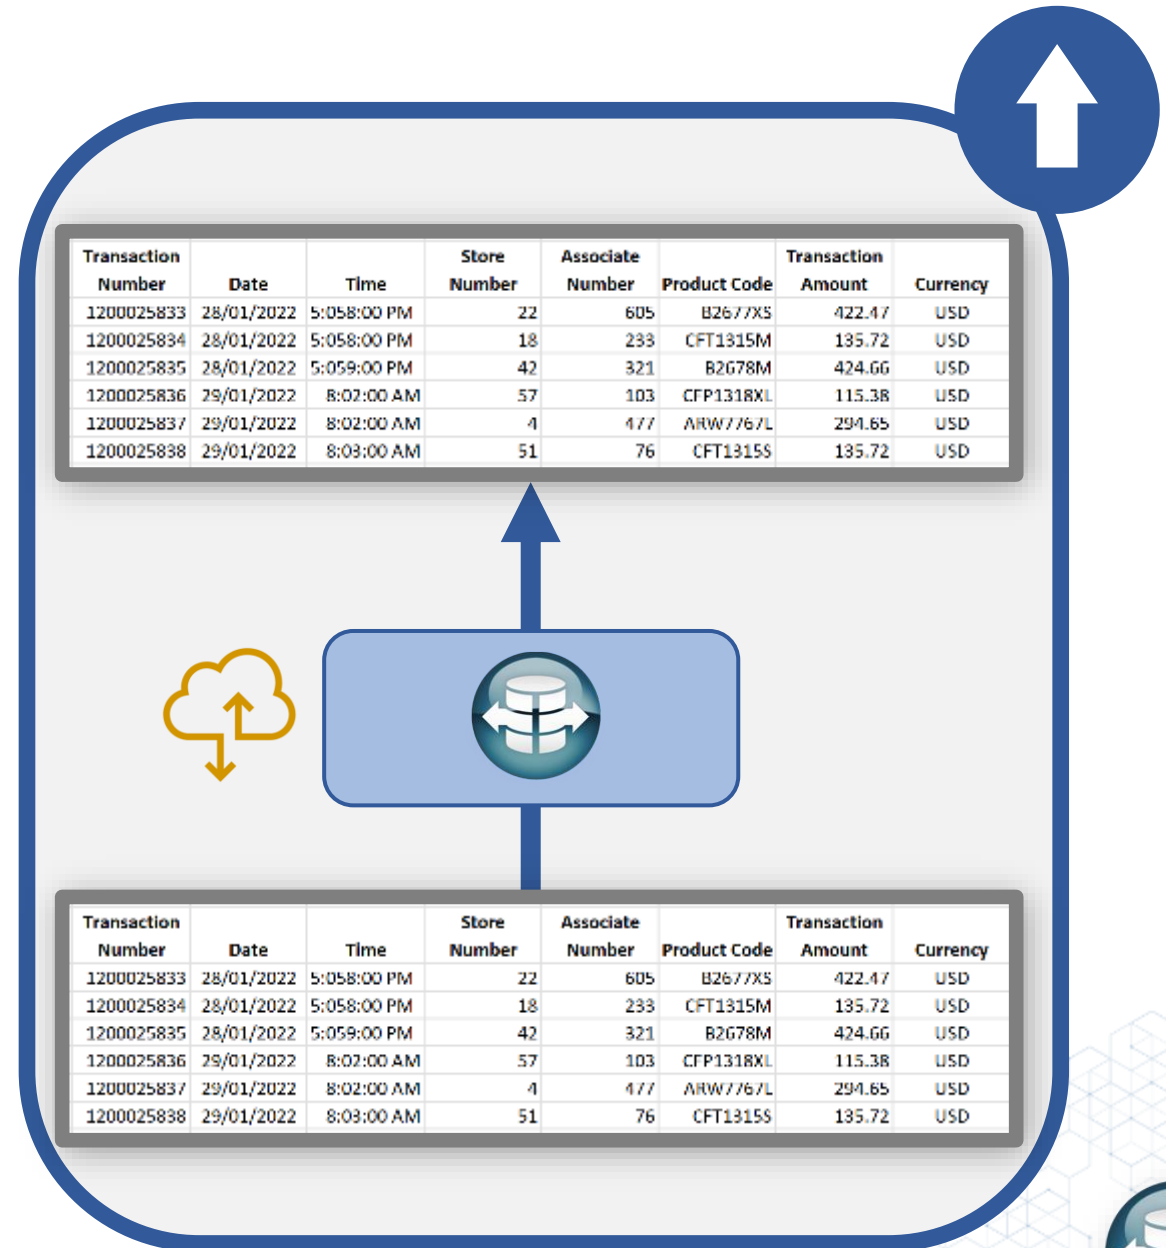 Transaction Number Date Time Store Number Associate Number Product Code Transaction Amount Currency
1200025833 28/01/2022 5:058:00 PM 22 605 B2677XS 422.47 USD
1200025834 28/01/2022 5:058:00 PM 18 233 CFT1315M 135.72 USD
1200025835 28/01/2022 5:059:00 PM 42 321 B2678M 424.66 USD
1200025836 29/01/2022 8:02:00 AM 57 103 CFP1318XL 115.38 USD
1200025837 29/01/2022 8:02:00 AM 4 477 ARW7767L 294.65 USD
1200025838 29/01/2022 8:03:00 AM 51 76 CFT1315S 135.72 USD
Transaction Number Date Time Store Number Associate Number Product Code Transaction Amount Currency
1200025833 28/01/2022 5:058:00 PM 22 605 B2677XS 422.47 USD
1200025834 28/01/2022 5:058:00 PM 18 233 CFT1315M 135.72 USD
1200025835 28/01/2022 5:059:00 PM 42 321 B2678M 424.66 USD
1200025836 29/01/2022 8:02:00 AM 57 103 CFP1318XL 115.38 USD
1200025837 29/01/2022 8:02:00 AM 4 477 ARW7767L 294.65 USD
1200025838 29/01/2022 8:03:00 AM 51 76 CFT1315S 135.72 USD